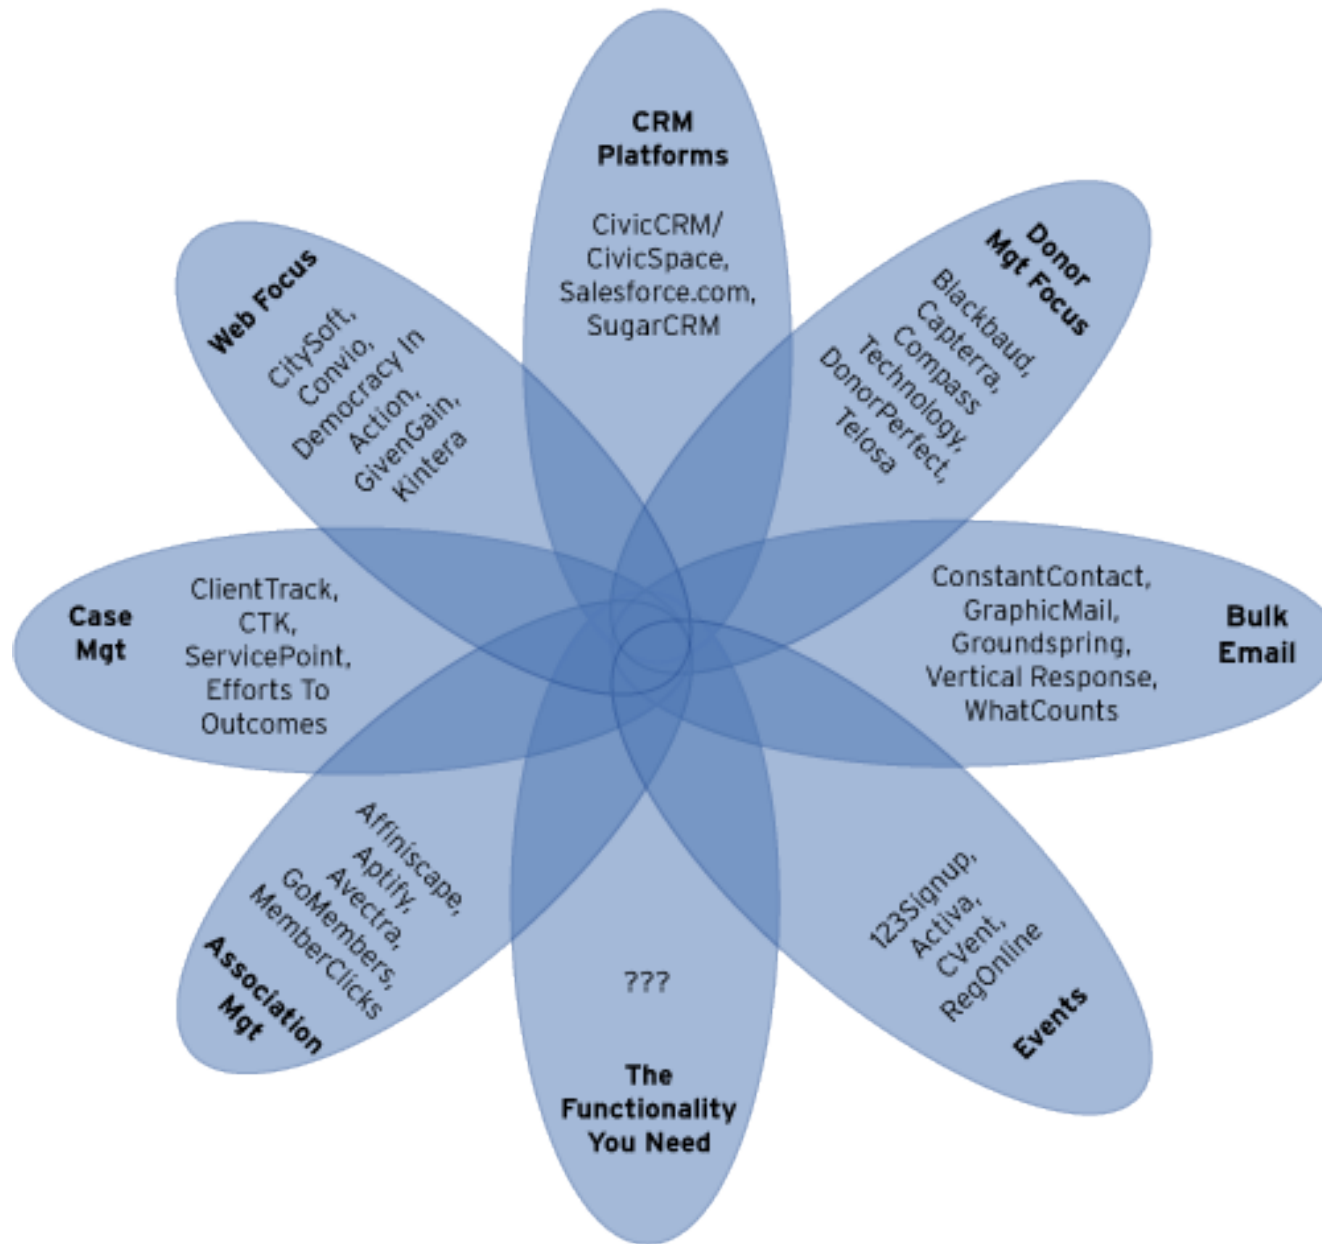 CRM
Platforms
CivicCRM/
CivicSpace,
Salesforce.com,
SugarCRM
Donor
Mgt Focus
Blackbaud,
Capterra,
Compass
Technology,
DonorPerfect,
Telosa
Bulk
Email
ConstantContact,
GraphicMail,
Groundspring,
Vertical Response,
WhatCounts
123Signup,
Activa,
CVent,
RegOnline
Events
???
The
Functionality
You Need
Affiniscape,
Aptify,
Avectra,
GoMembers,
MemberClicks
Association
Mgt
Case
Mgt
ClientTrack,
CTK,
ServicePoint,
Efforts To
Outcomes
Web Focus
CitySoft,
Convio,
Democracy In
Action,
GivenGain,
Kintera